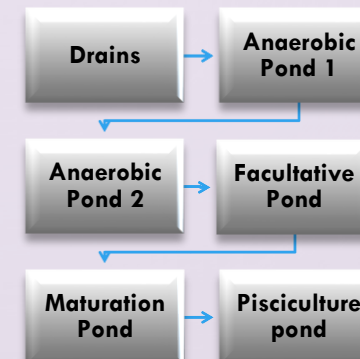 Drains
Anaerobic
Pond 1
Anaerobic
Pond 2
Facultative
Pond
Maturation
Pond
Pisciculture
pond